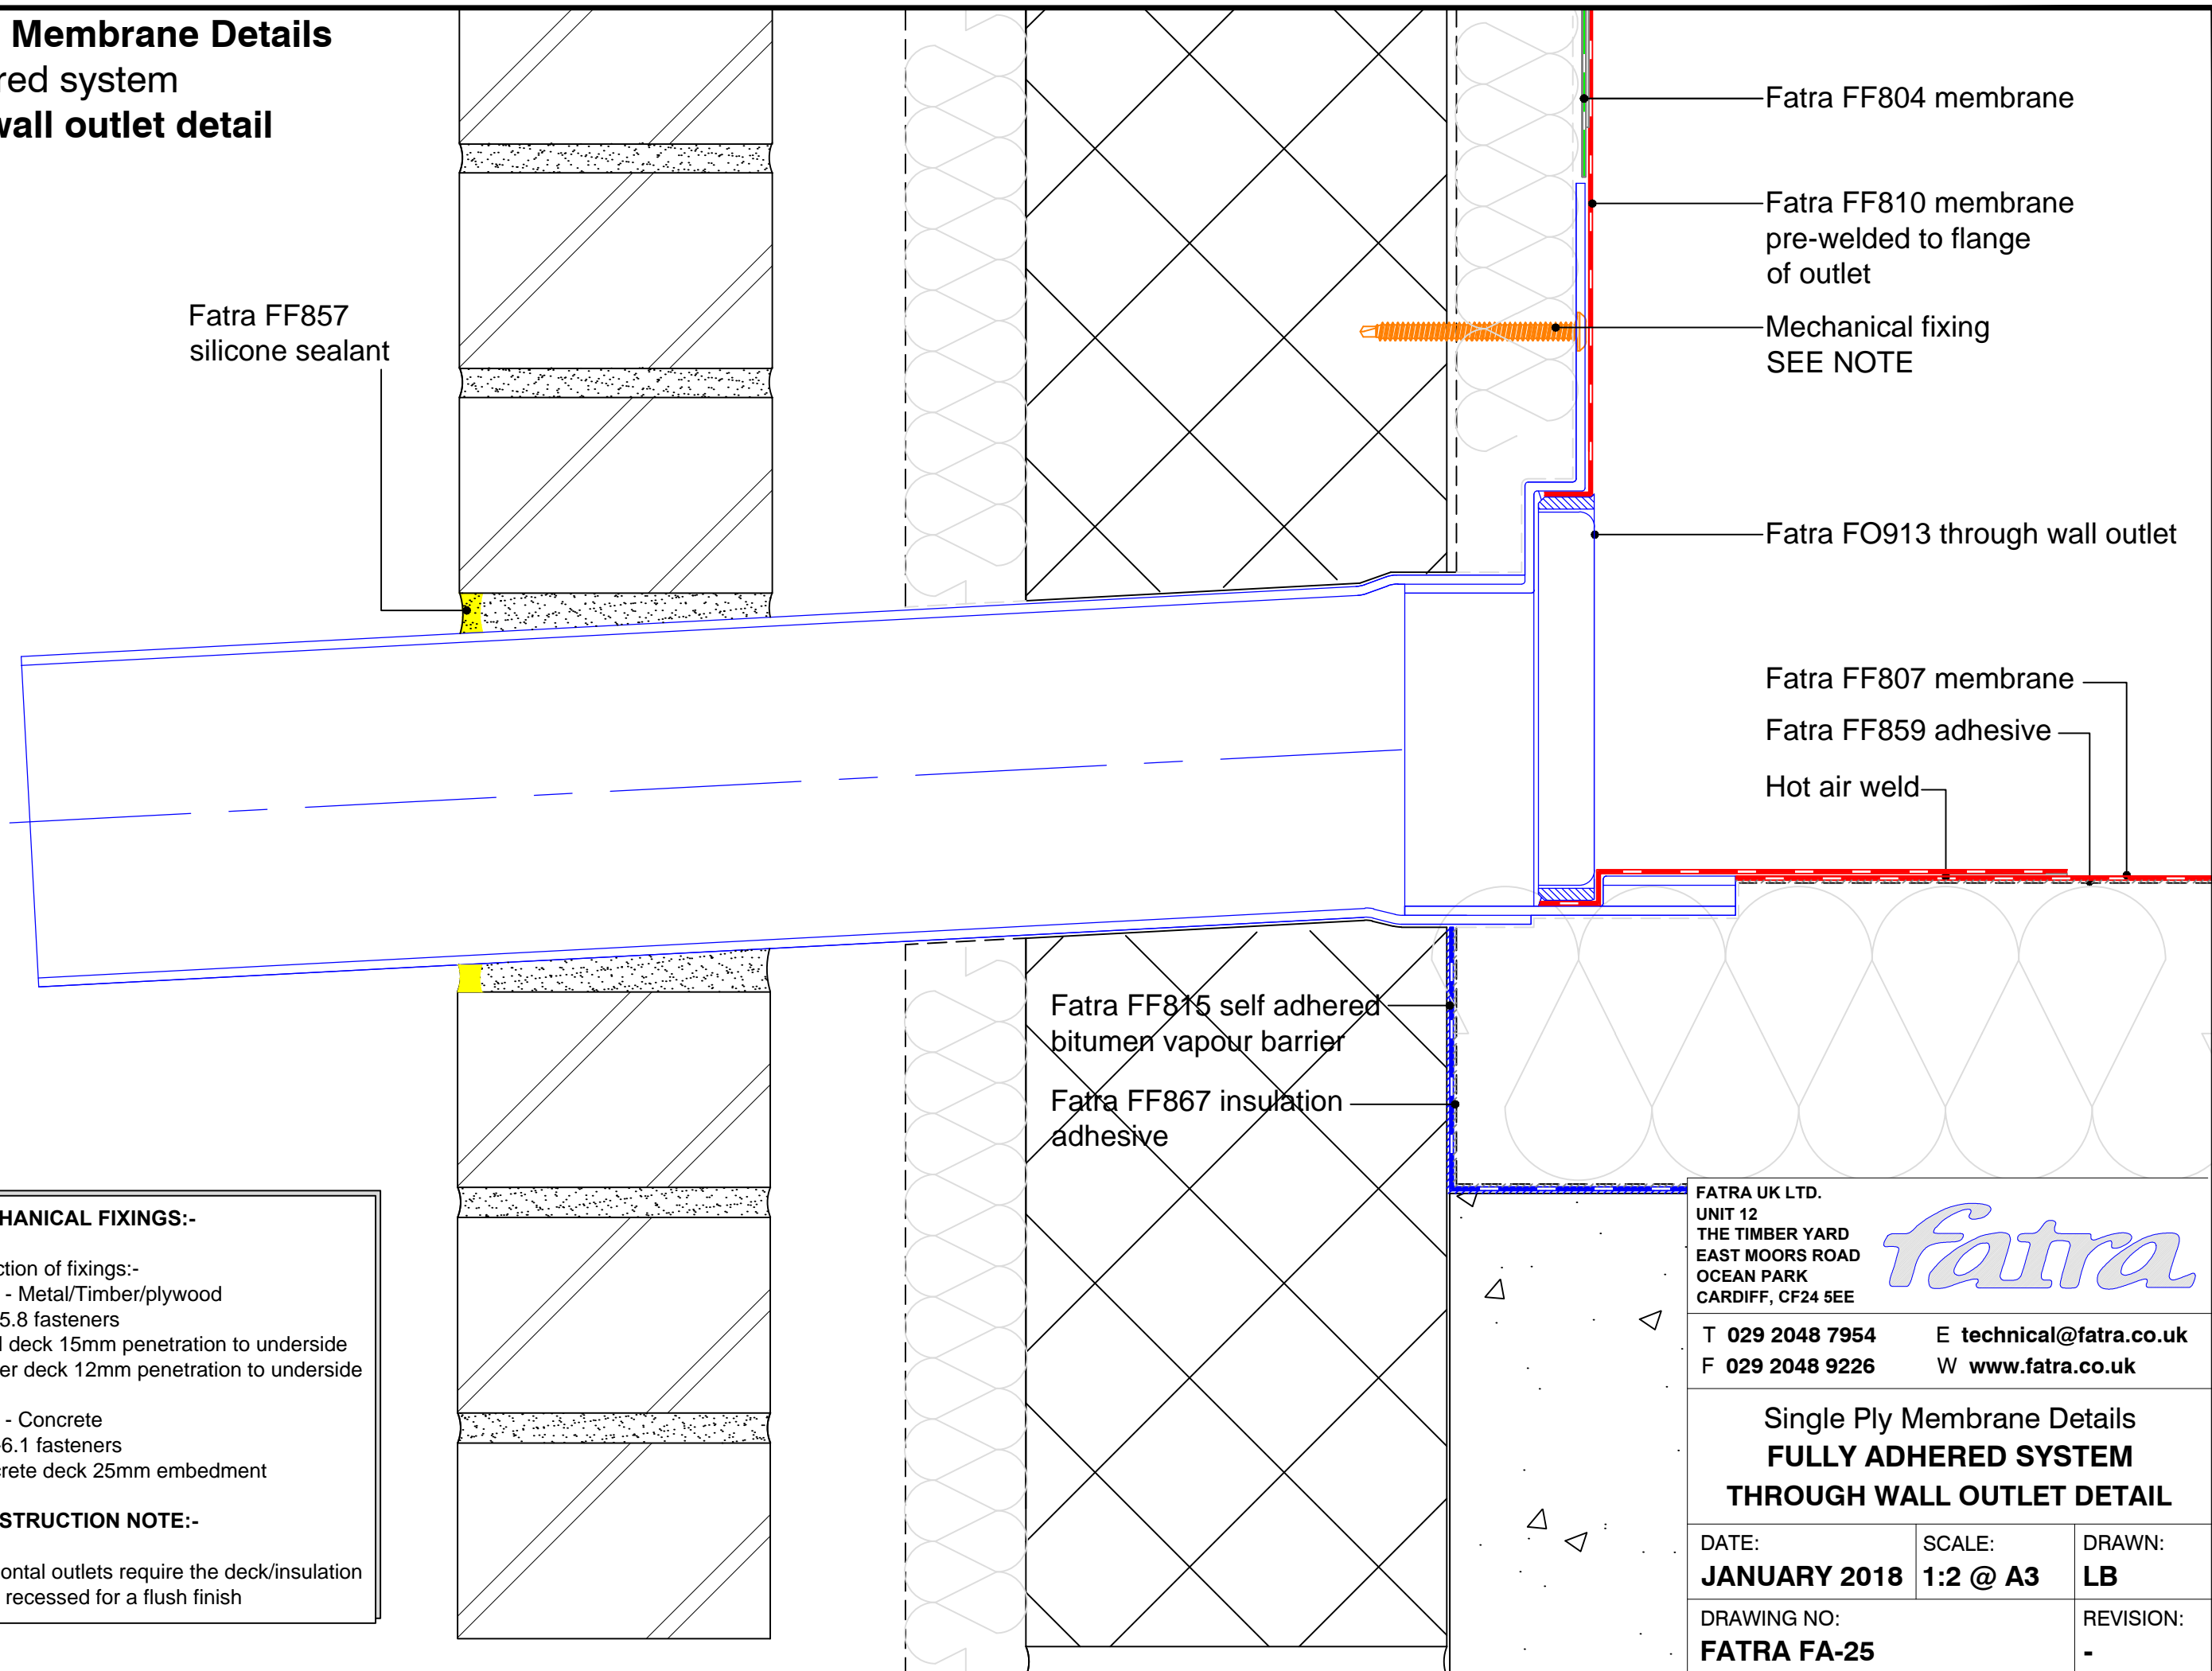 Membrane Details
red system
wall outlet detail
Fatra FF857
silicone sealant
Fatra FF804 membrane
Fatra FF810 membrane
pre-welded to flange
of outlet
Mechanical fixing
SEE NOTE
Fatra FO913 through wall outlet
Fatra FF807 membrane
Fatra FF859 adhesive
Hot air weld
Fatra FF815 self adhered
bitumen vapour barrier
Fatra FF867 insulation
adhesive
HANICAL FIXINGS:-
ction of fixings:-
- Metal/Timber/plywood
5.8 fasteners
l deck 15mm penetration to underside
er deck 12mm penetration to underside
- Concrete
6.1 fasteners
crete deck 25mm embedment
STRUCTION NOTE:-
ontal outlets require the deck/insulation
recessed for a flush finish
FATRA UK LTD.
UNIT 12
THE TIMBER YARD
EAST MOORS ROAD
OCEAN PARK
CARDIFF, CF24 5EE
fatra
T 029 2048 7954 E technical@fatra.co.uk
F 029 2048 9226 W www.fatra.co.uk
Single Ply Membrane Details
FULLY ADHERED SYSTEM
THROUGH WALL OUTLET DETAIL
DATE: SCALE: DRAWN:
JANUARY 2018 1:2 @ A3 LB
DRAWING NO: REVISION:
FATRA FA-25 -